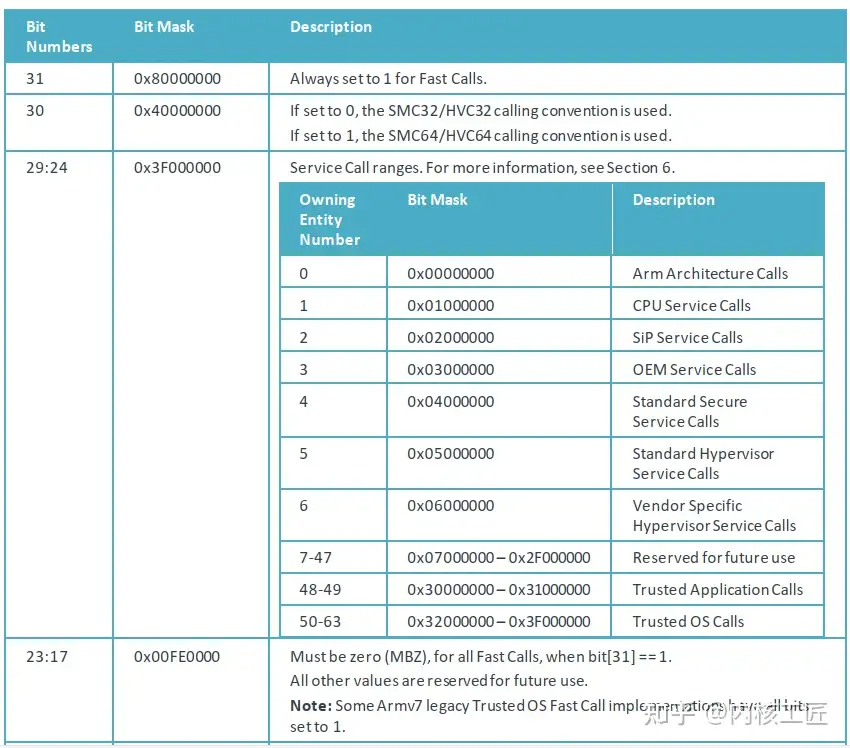 Bit Numbers Bit Mask Description
31 0x80000000 Always set to 1 for Fast Calls.
30 0x40000000 If set to 0, the SMC32/HVC32 calling convention is used.
If set to 1, the SMC64/HVC64 calling convention is used.
29:24 0x3F000000 Service Call ranges. For more information, see Section 6.
Owning Entity Number Bit Mask Description
0 0x00000000 Arm Architecture Calls
1 0x01000000 CPU Service Calls
2 0x02000000 SiP Service Calls
3 0x03000000 OEM Service Calls
4 0x04000000 Standard Secure
Service Calls
5 0x05000000 Standard Hypervisor
Service Calls
6 0x06000000 Vendor Specific
Hypervisor Service Calls
7-47 0x07000000 – 0x2F000000 Reserved for future use
48-49 0x30000000 – 0x31000000 Trusted Application Calls
50-63 0x32000000 – 0x3F000000 Trusted OS Calls
23:17 0x00FE0000 Must be zero (MBZ), for all Fast Calls, when bit[31] == 1.
All other values are reserved for future use.
Note: Some Armv7 legacy Trusted OS Fast Call implementations have all bits
set to 1.
知乎 @内核工匠